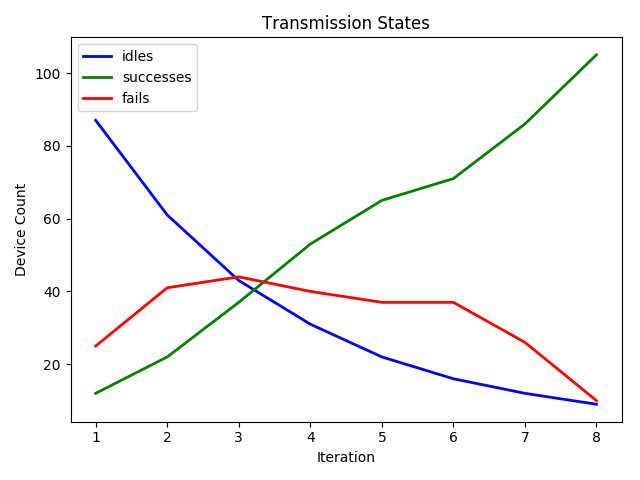 Transmission States
idles
successes
fails
Device Count
100
80
60
40
20
1 2 3 4 5 6 7 8
Iteration